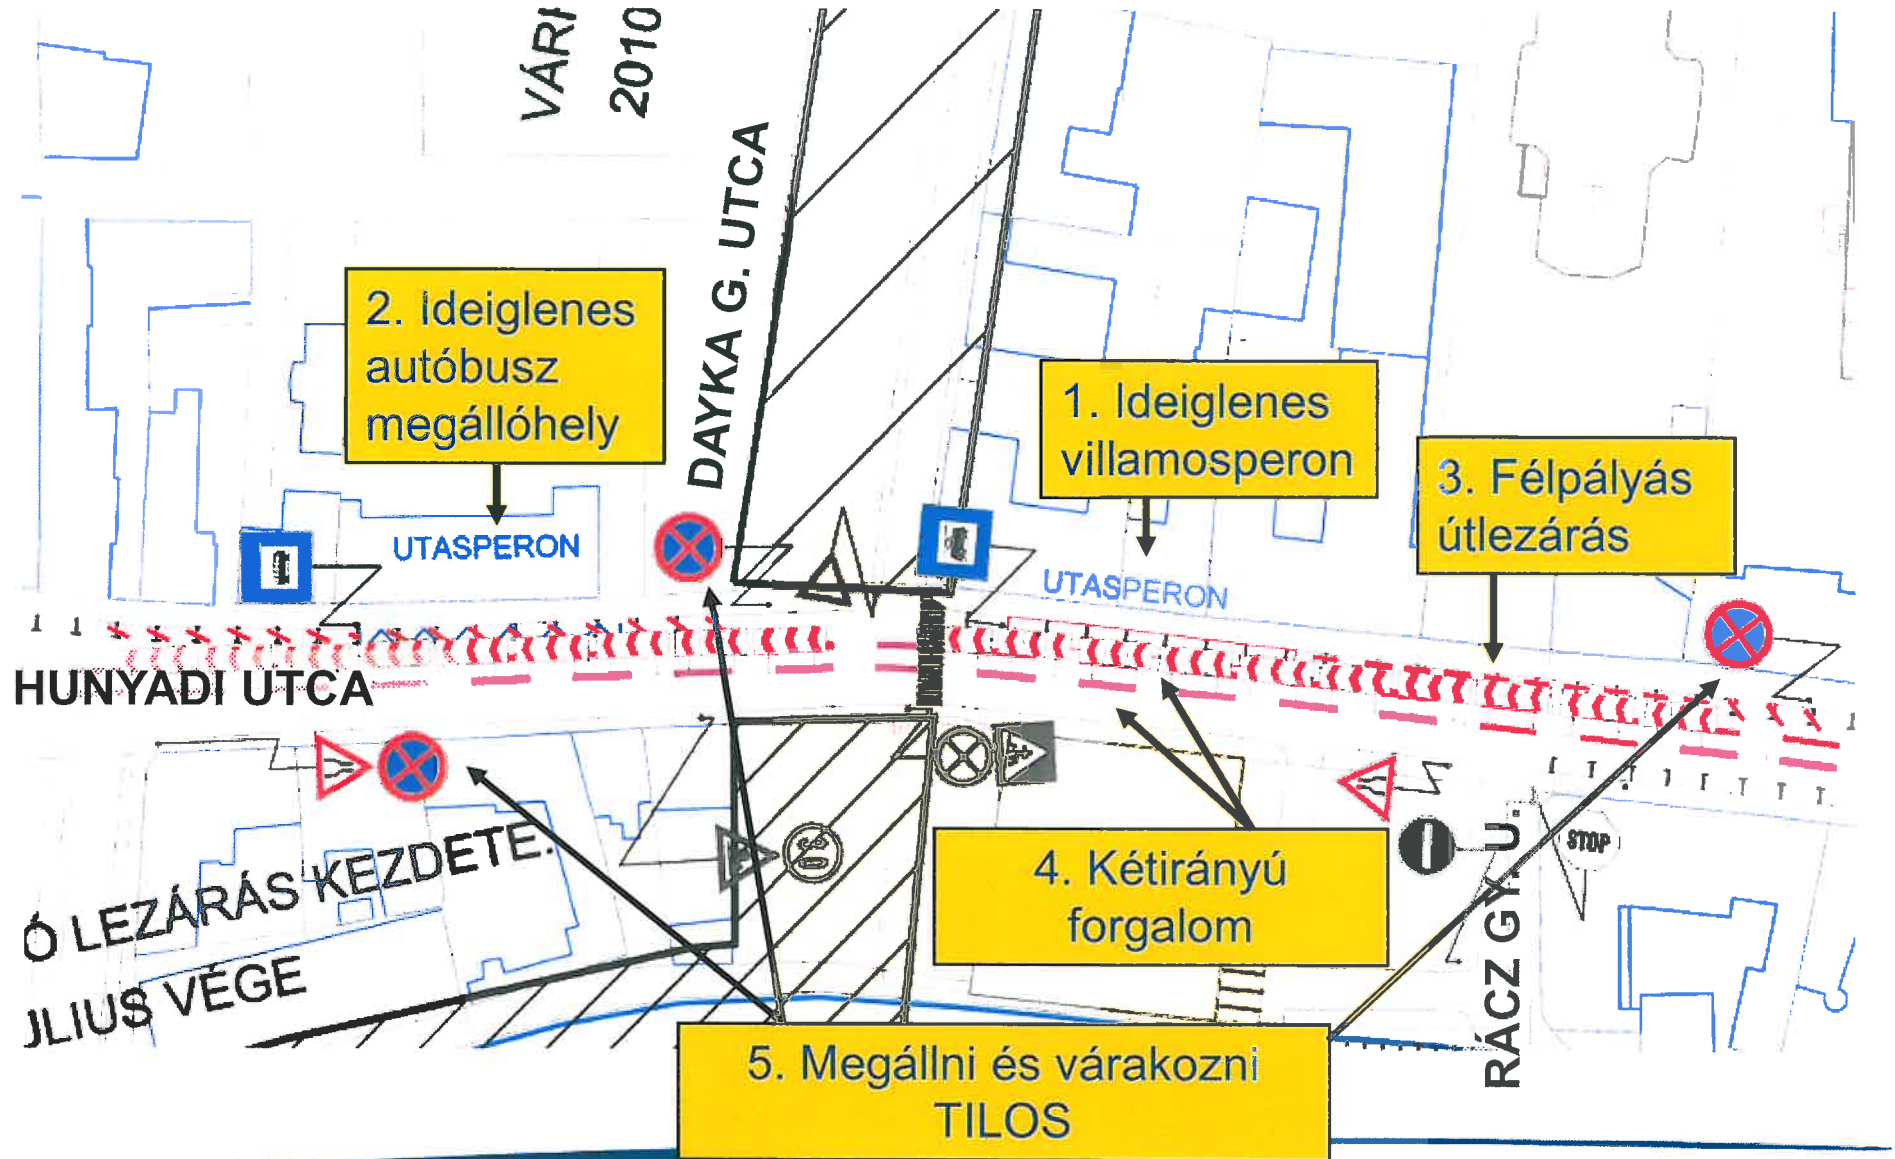 VÁR
2010
DAYKA G. UTCA
2. Ideiglenes
autóbusz
megállóhely
1. Ideiglenes
villamosperon
3. Félpályás
útlezárás
UTASPERON
UTASPERON
HUNYADI UTCA
4. Kétirányú
forgalom
STOP
RÁCZ GY. U.
Ó LEZÁRÁS KEZDETE.
JLIUS VÉGE
5. Megállni és várakozni
TILOS